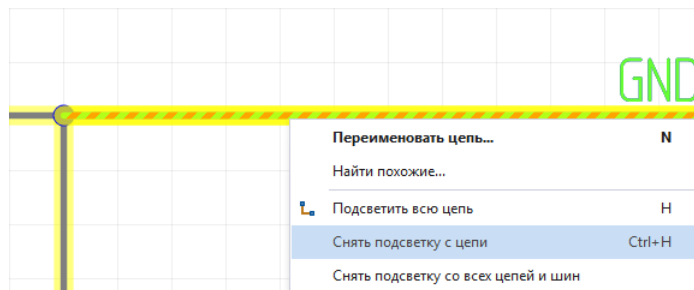 GND
Переименовать цепь... N
Найти похожие...
Подсветить всю цепь H
Снять подсветку с цепи Ctrl+H
Снять подсветку со всех цепей и шин